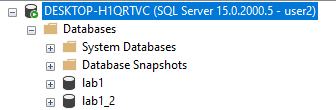 DESKTOP-H1QRTVC (SQL Server 15.0.2000.5 - user2)
Databases
System Databases
Database Snapshots
lab1
lab1_2